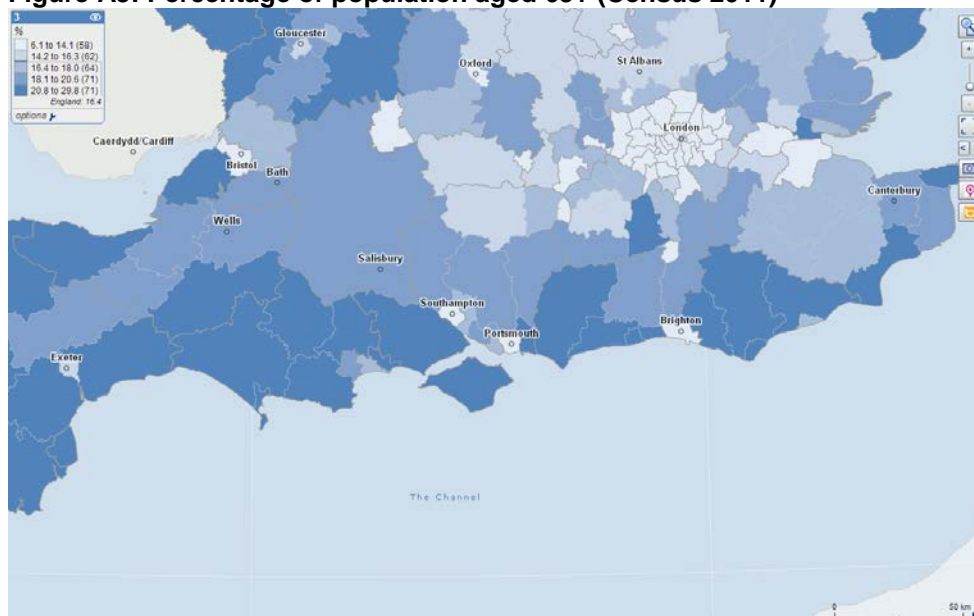 Figure Percentage of population aged 65+ (Census 2011)
3
%
6.1 to 14.1 (58)
14.2 to 16.3 (62)
16.4 to 18.0 (64)
18.1 to 20.6 (71)
20.8 to 29.8 (71)
England: 16.4
options
Gloucester
Oxford
St Albans
London
Caerdydd/Cardiff
Bristol
Bath
Canterbury
Wells
Salisbury
Southampton
Portsmouth
Brighton
Exeter
The Channel
0
50 km